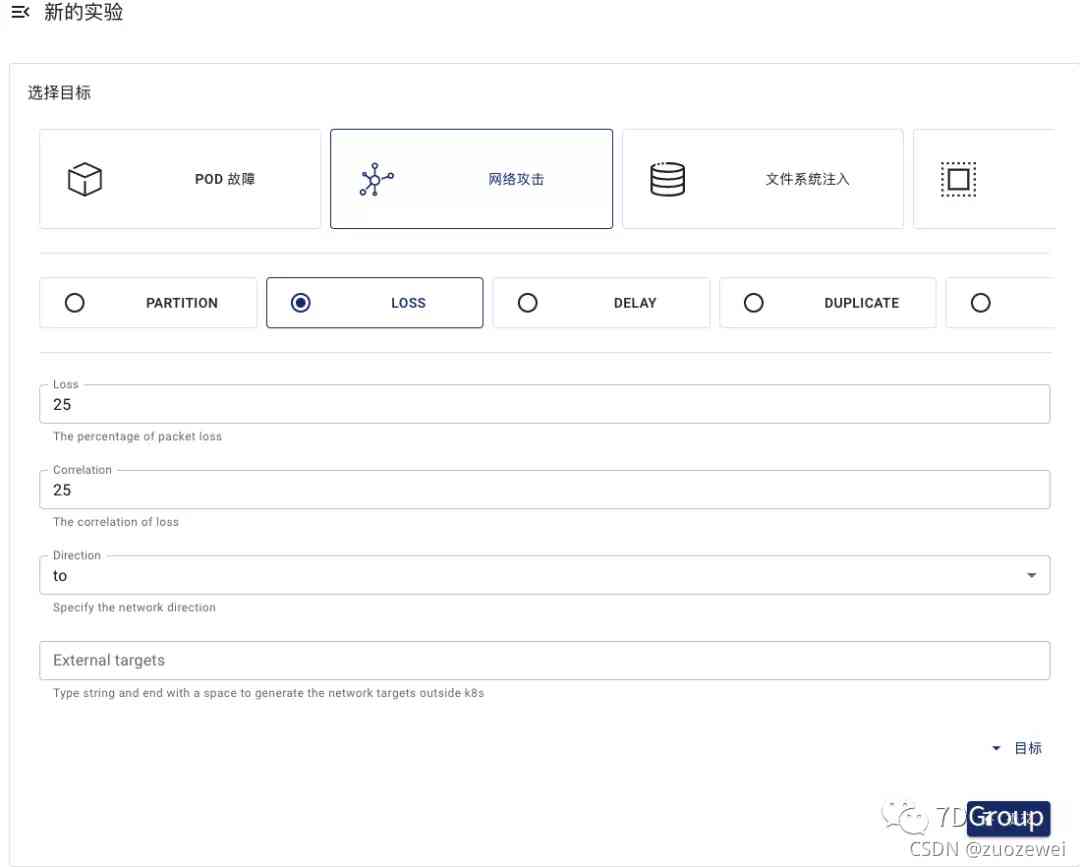 新的实验
选择目标
POD 故障
网络攻击
文件系统注入
PARTITION
LOSS
DELAY
DUPLICATE
Loss
25
The percentage of packet loss
Correlation
25
The correlation of loss
Direction
to
Specify the network direction
External targets
Type string and end with a space to generate the network targets outside k8s
目标
7DGroup
CSDN @zuozewei